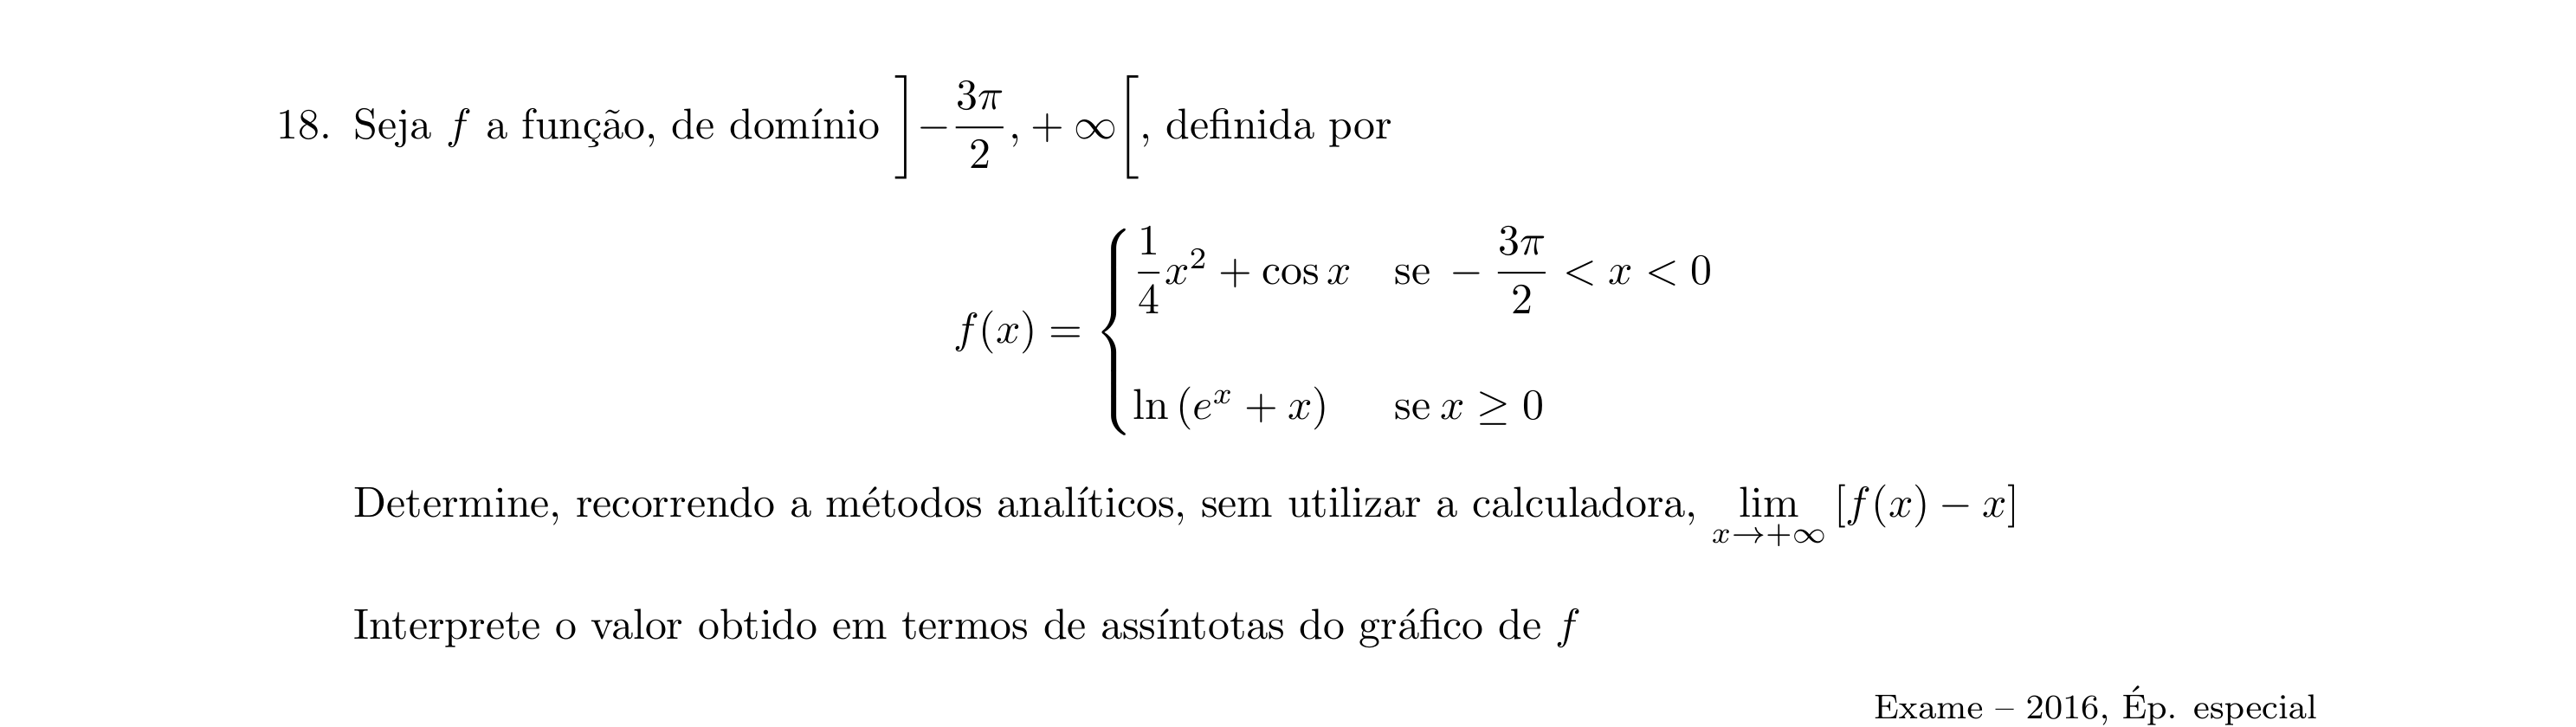 18. Seja f a função, de domínio ]−3π/2, +∞[, definida por
f(x) = { 1/4 x² + cos x se − 3π/2 < x < 0
ln (eˣ + x) se x ≥ 0
Determine, recorrendo a métodos analíticos, sem utilizar a calculadora, lim x→+∞ [f(x) − x]
Interprete o valor obtido em termos de assíntotas do gráfico de f
Exame – 2016, Ép. especial